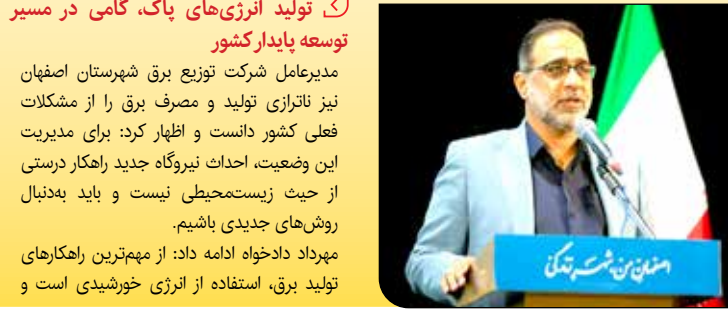 تولید انرژی‌های پاک، گامی در مسیر
توسعه پایدار کشور
مدیرعامل شرکت توزیع برق شهرستان اصفهان
نیز ناترازی تولید و مصرف برق را از مشکلات
فعلی کشور دانست و اظهار کرد: برای مدیریت
این وضعیت، احداث نیروگاه جدید راهکار درستی
از حیث زیست‌محیطی نیست و باید به‌دنبال
روش‌های جدیدی باشیم.
مهرداد دادخواه ادامه داد: از مهم‌ترین راهکارهای
تولید برق، استفاده از انرژی خورشیدی است و
اصفهان من، شهر زندگی